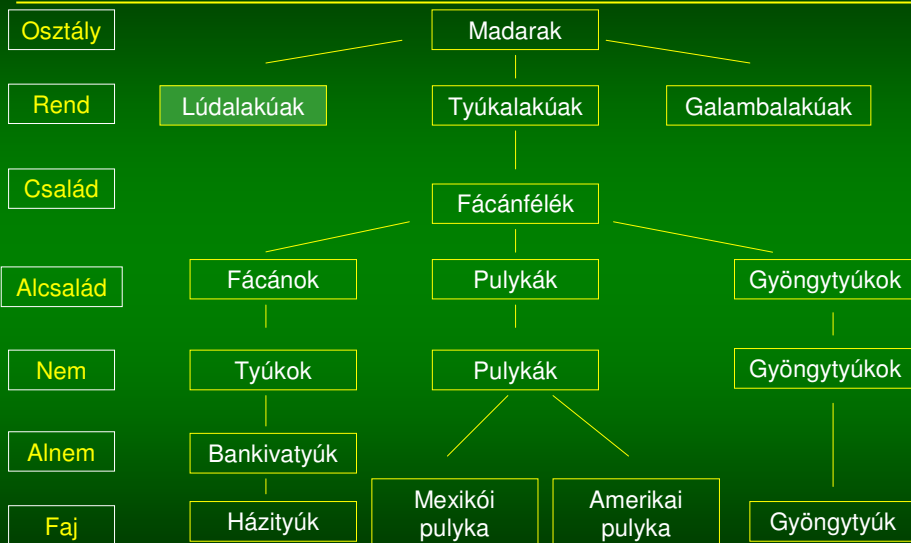 Osztály
Madarak
Rend
Lúdalakúak
Tyúkalakúak
Galambalakúak
Család
Fácánfélék
Alcsalád
Fácánok
Pulykák
Gyöngytyúkok
Nem
Tyúkok
Pulykák
Gyöngytyúkok
Alnem
Bankivatyúk
Faj
Házityúk
Mexikói
pulyka
Amerikai
pulyka
Gyöngytyúk